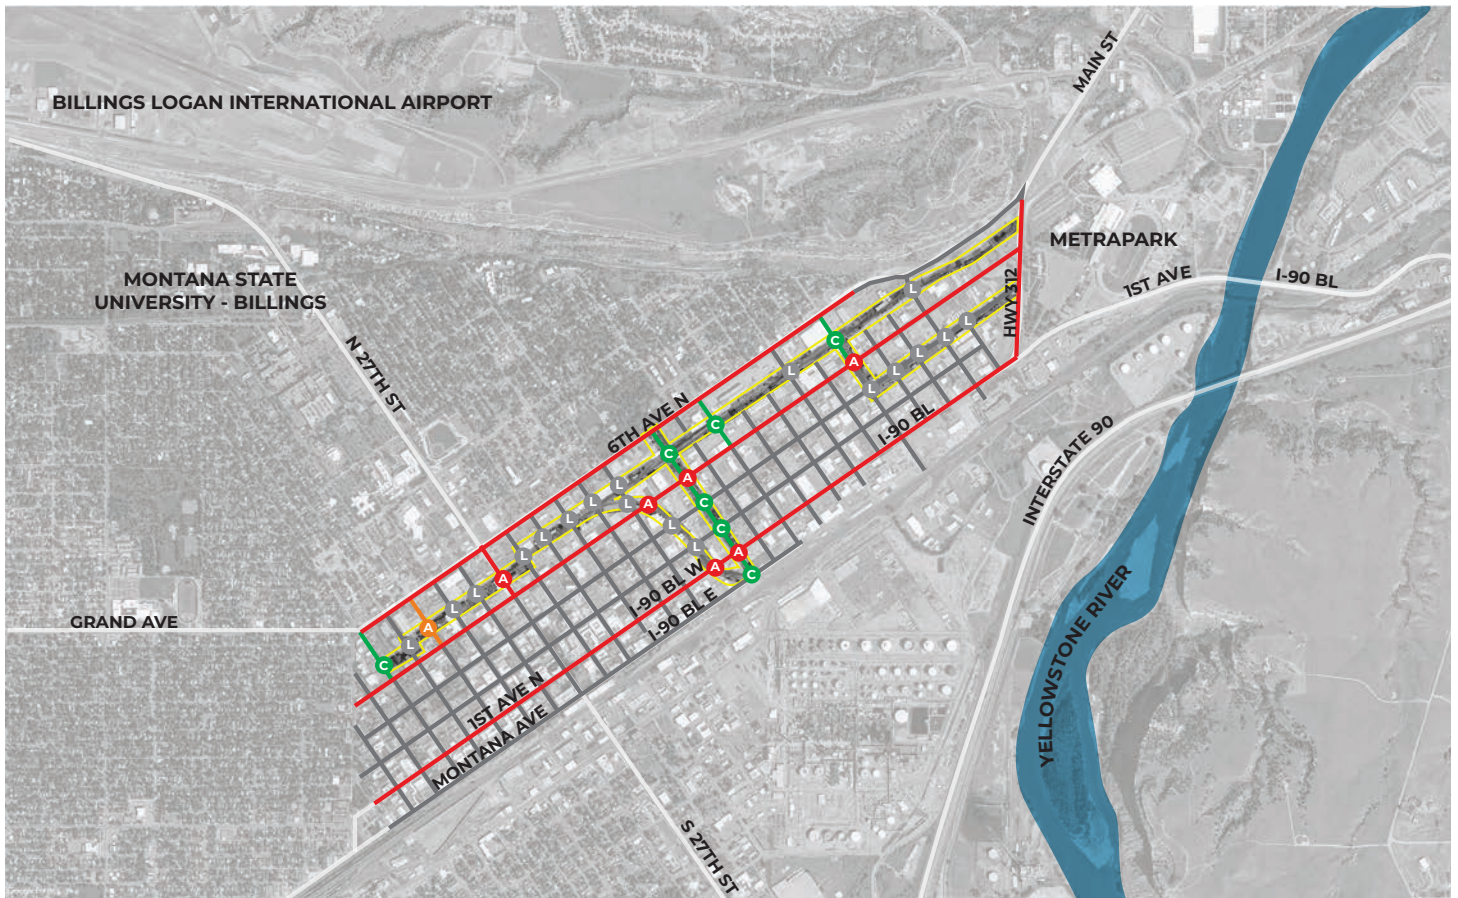 BILLINGS LOGAN INTERNATIONAL AIRPORT
MAIN ST
MONTANA STATE
UNIVERSITY - BILLINGS
METRAPARK
1ST AVE
I-90 BL
HWY 312
L
L
L
L
C
N 27TH ST
A
L
L
L
L
6TH AVE N
I-90 BL
C
INTERSTATE 90
C
A
L
L
L
A
C
L
L
C
L
L
L
A
A
I-90 BL W
C
A
I-90 BL E
L
L
YELLOWSTONE RIVER
GRAND AVE
A
L
C
1ST AVE N
MONTANA AVE
S 27TH ST